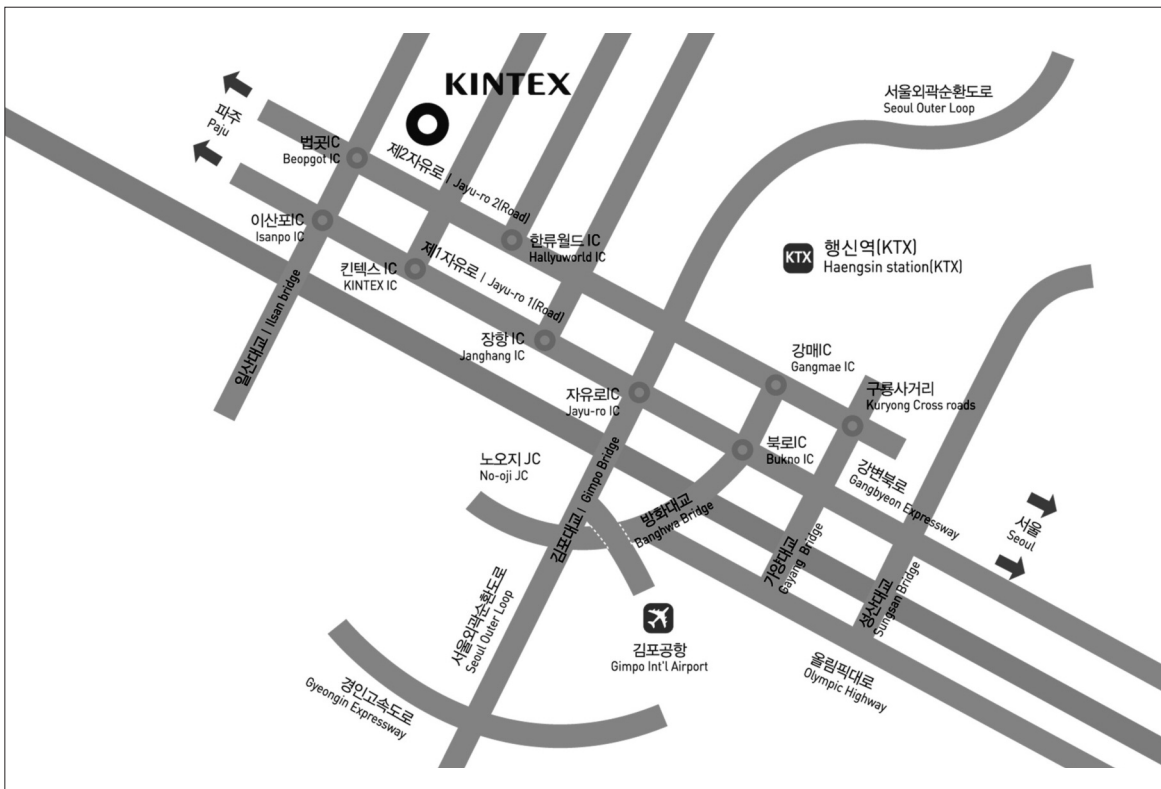 KINTEX
서울외곽순환도로
Seoul Outer Loop
파주
Paju
법곳IC
Beopgot IC
제2자유로 | Jayu-ro 2(Road)
이산포IC
Isanpo IC
한류월드 IC
Hallyuworld IC
행신역(KTX)
Haengsin station(KTX)
KTX
킨텍스 IC
KINTEX IC
제1자유로 | Jayu-ro 1(Road)
일산대교 | Ilsan bridge
장항 IC
Janghang IC
강매IC
Gangmae IC
자유로IC
Jayu-ro IC
구룡사거리
Kuryong Cross roads
북로IC
Bukno IC
노오지 JC
No-oji JC
김포대교 | Gimpo Bridge
방화대교
Banghwa Bridge
강변북로
Gangbyeon Expressway
서울
Seoul
가양대교
Gayang Bridge
성산대교
Sungsan Bridge
서울외곽순환도로
Seoul Outer Loop
김포공항
Gimpo Int'l Airport
올림픽대로
Olympic Highway
경인고속도로
Gyeongin Expressway